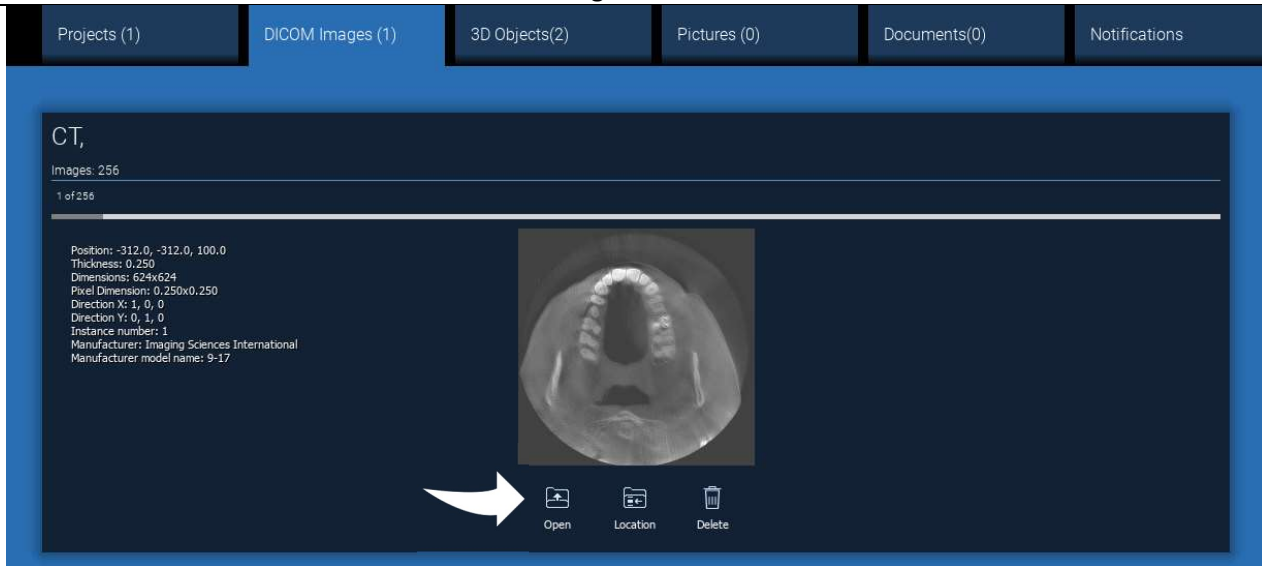 Projects (1) DICOM Images (1) 3D Objects(2) Pictures (0) Documents(0) Notifications
CT,
Images: 256
1 of 256
Position: -312.0, -312.0, 100.0
Thickness: 0.250
Dimensions: 624x624
Pixel Dimension: 0.250x0.250
Direction X: 1, 0, 0
Direction Y: 0, 1, 0
Instance number: 1
Manufacturer: Imaging Sciences International
Manufacturer model name: 9-17
Open Location Delete